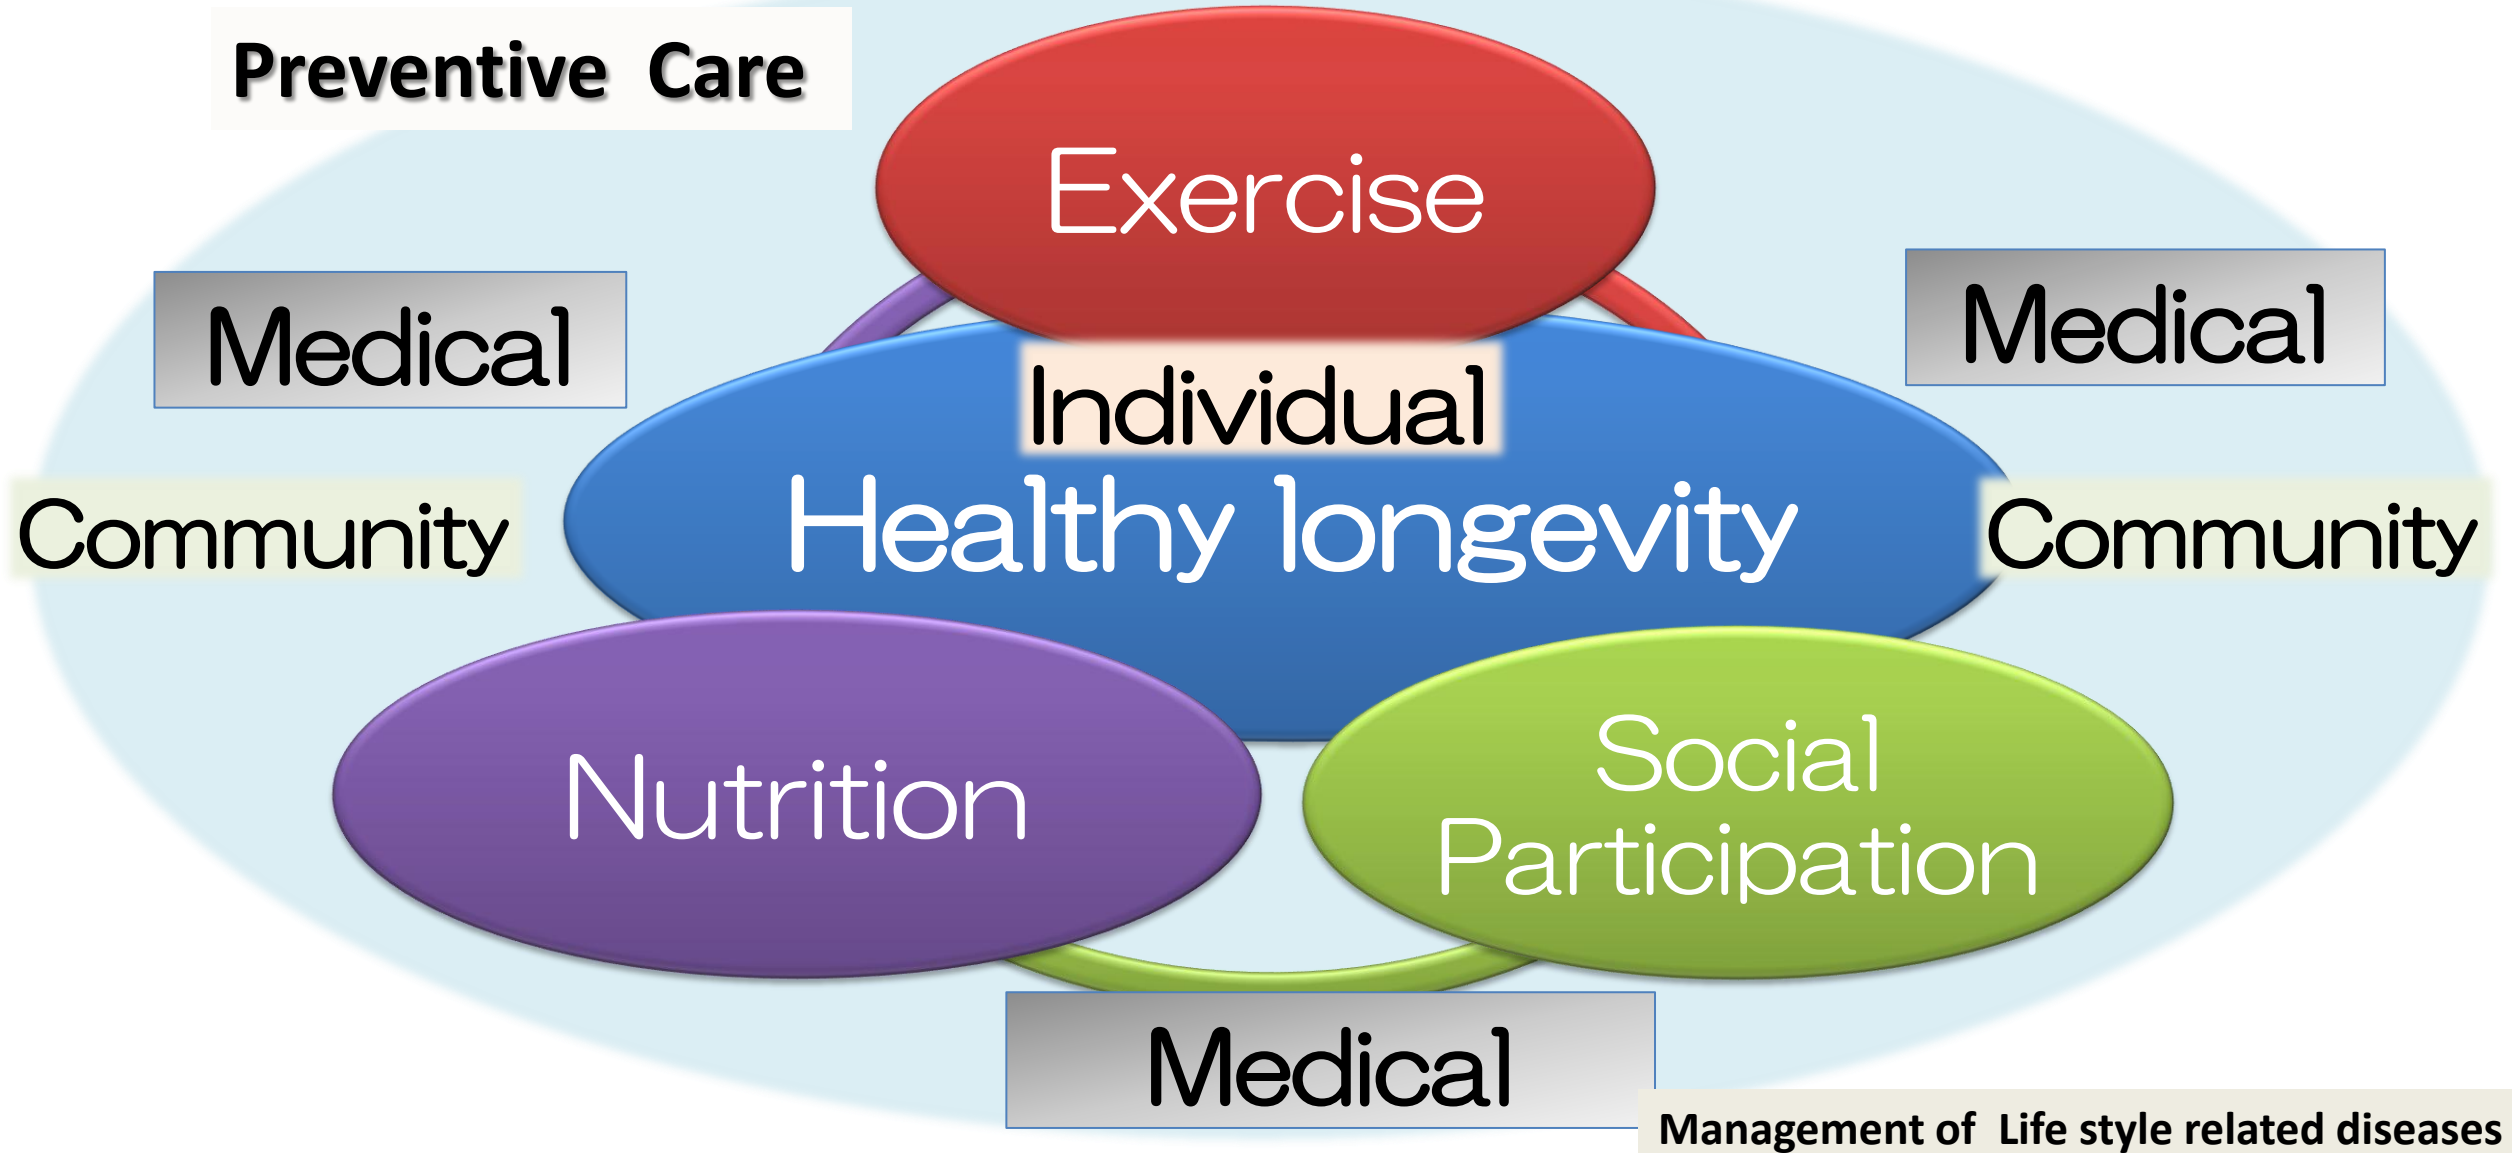 Preventive Care
Exercise
Medical
Medical
Individual
Community
Healthy longevity
Community
Nutrition
Social
Participation
Medical
Management of Life style related diseases